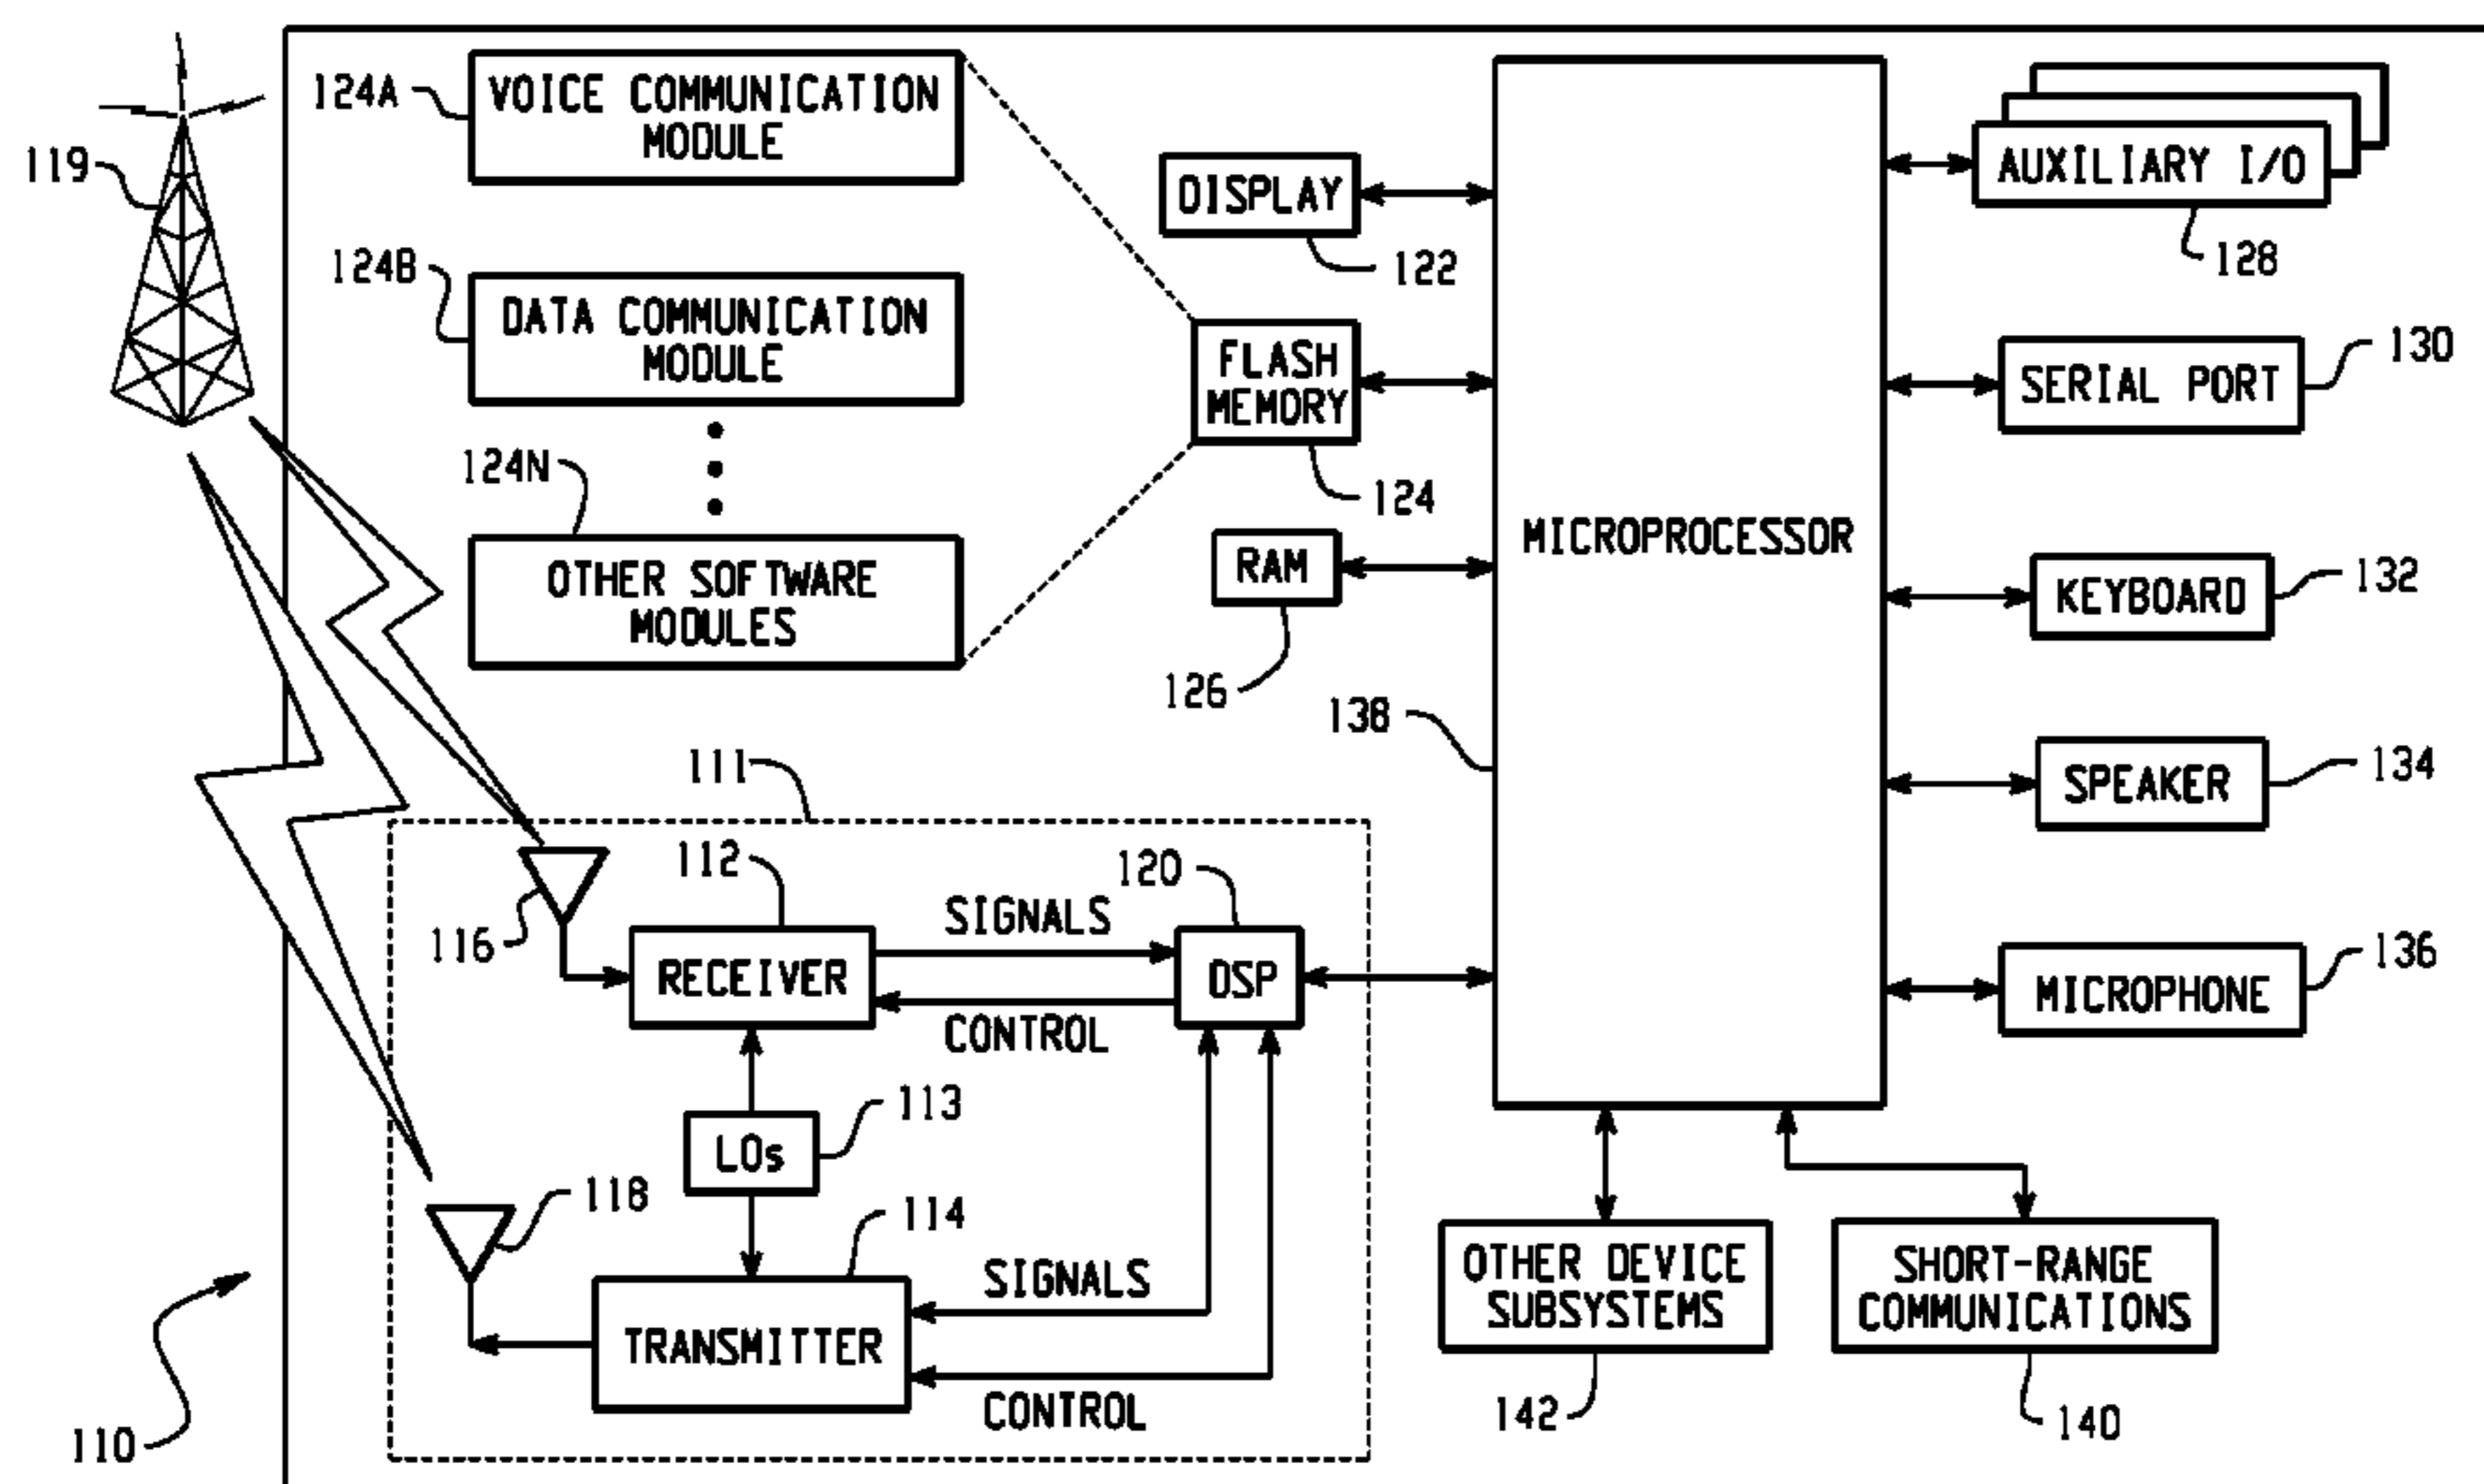 124A
VOICE COMMUNICATION
MODULE
119
DISPLAY
122
AUXILIARY I/O
128
124B
DATA COMMUNICATION
MODULE
FLASH
MEMORY
124
SERIAL PORT
130
124N
OTHER SOFTWARE
MODULES
RAM
126
MICROPROCESSOR
138
KEYBOARD
132
SPEAKER
134
MICROPHONE
136
111
112
116
RECEIVER
SIGNALS
CONTROL
120
DSP
LOs
113
118
114
TRANSMITTER
SIGNALS
CONTROL
110
OTHER DEVICE
SUBSYSTEMS
142
SHORT-RANGE
COMMUNICATIONS
140